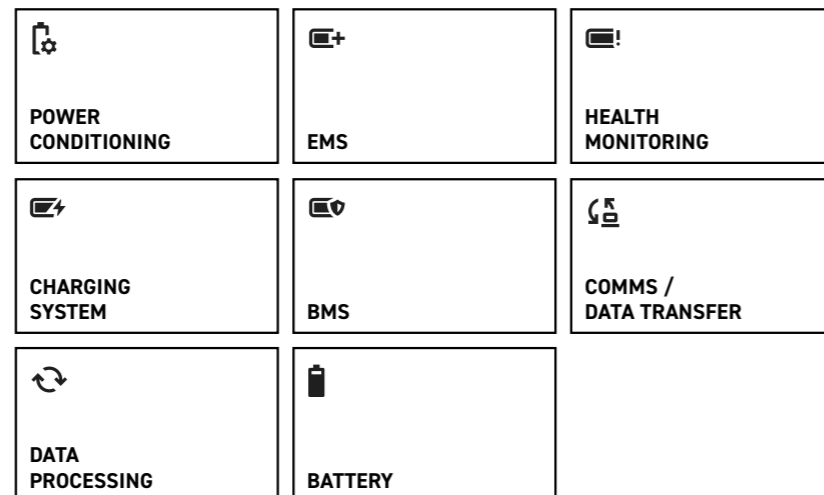 POWER
CONDITIONING
EMS
HEALTH
MONITORING
CHARGING
SYSTEM
BMS
COMMS /
DATA TRANSFER
DATA
PROCESSING
BATTERY